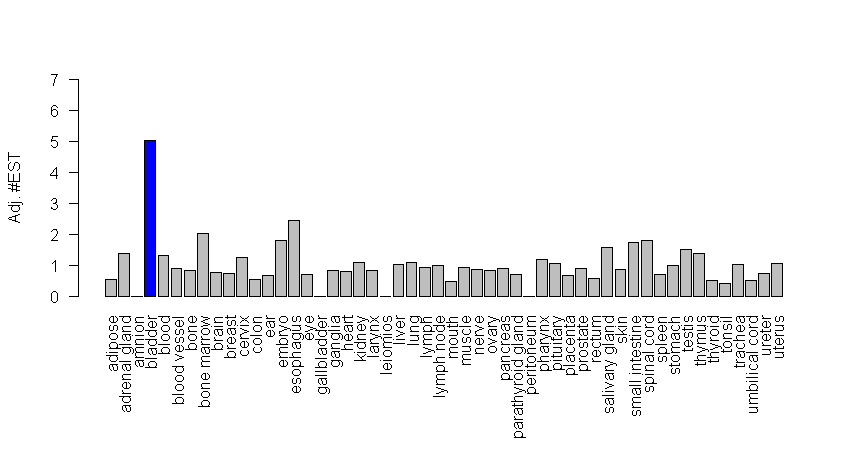 Adj. #EST
7
6
5
4
3
2
1
0
adipose
adrenal gland
amnion
bladder
blood
blood vessel
bone
bone marrow
brain
breast
cervix
colon
ear
embryo
esophagus
eye
gallbladder
ganglia
heart
kidney
larynx
leiomios
liver
lung
lymph
lymph node
mouth
muscle
nerve
ovary
pancreas
parathyroid gland
peritoneum
pharynx
pituitary
placenta
prostate
rectum
salivary gland
skin
small intestine
spinal cord
spleen
stomach
testis
thymus
thyroid
tonsil
trachea
umbilical cord
ureter
uterus